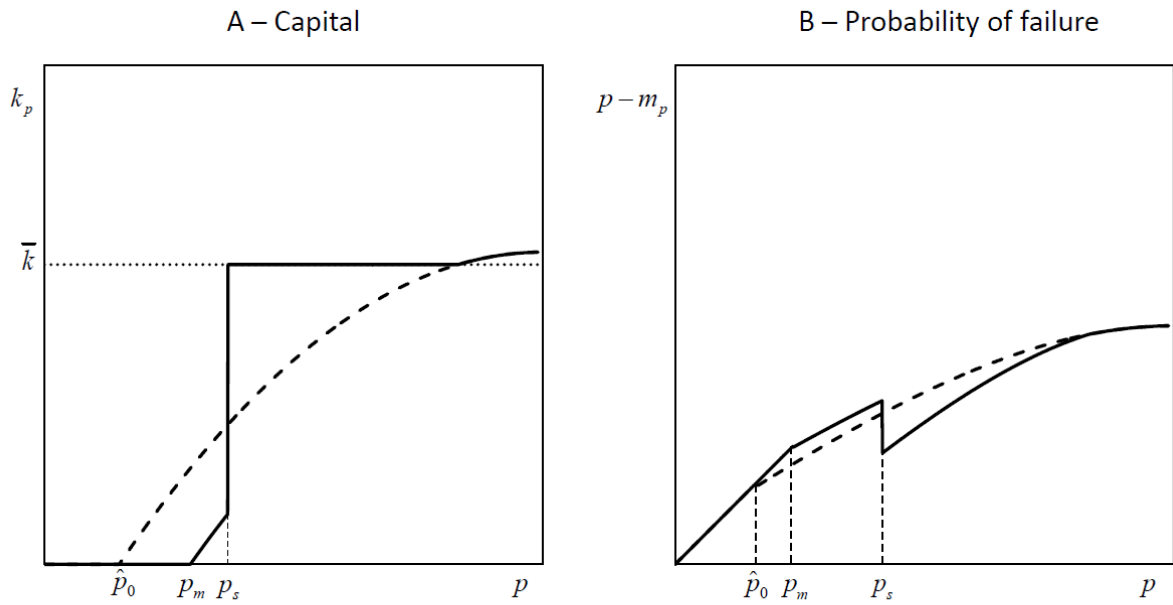 A – Capital
k_p
k̅
p̂_0 p_m p_s p
B – Probability of failure
p − m_p
p̂_0 p_m p_s p